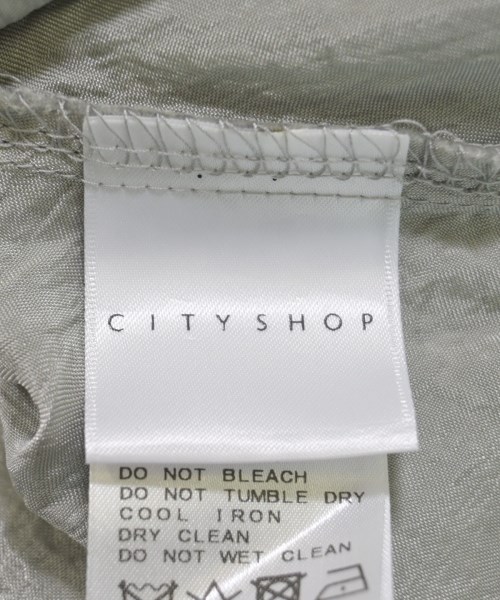 CITYSHOP
DO NOT BLEACH
DO NOT TUMBLE DRY
COOL IRON
DRY CLEAN
DO NOT WET CLEAN